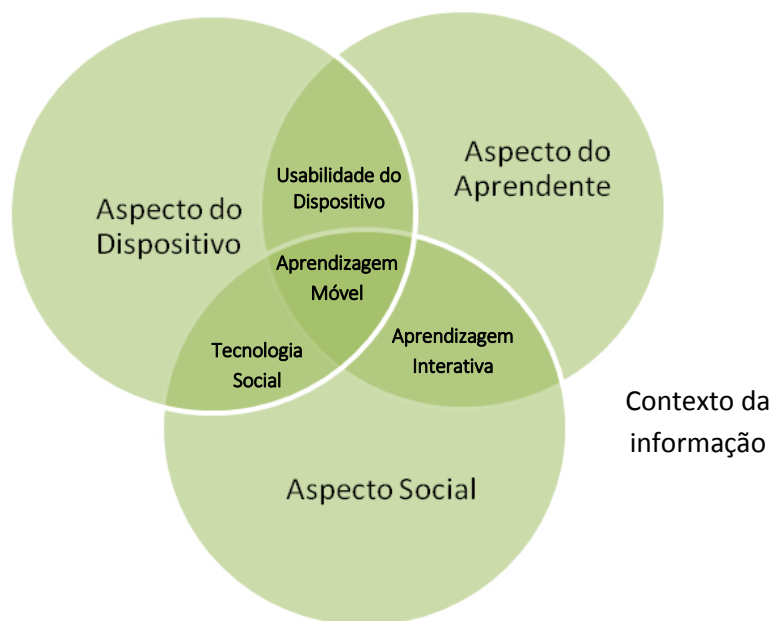 Aspecto do
Aprendente
Usabilidade do
Dispositivo
Aspecto do
Dispositivo
Aprendizagem
Móvel
Aprendizagem
Interativa
Tecnologia
Social
Contexto da
informação
Aspecto Social